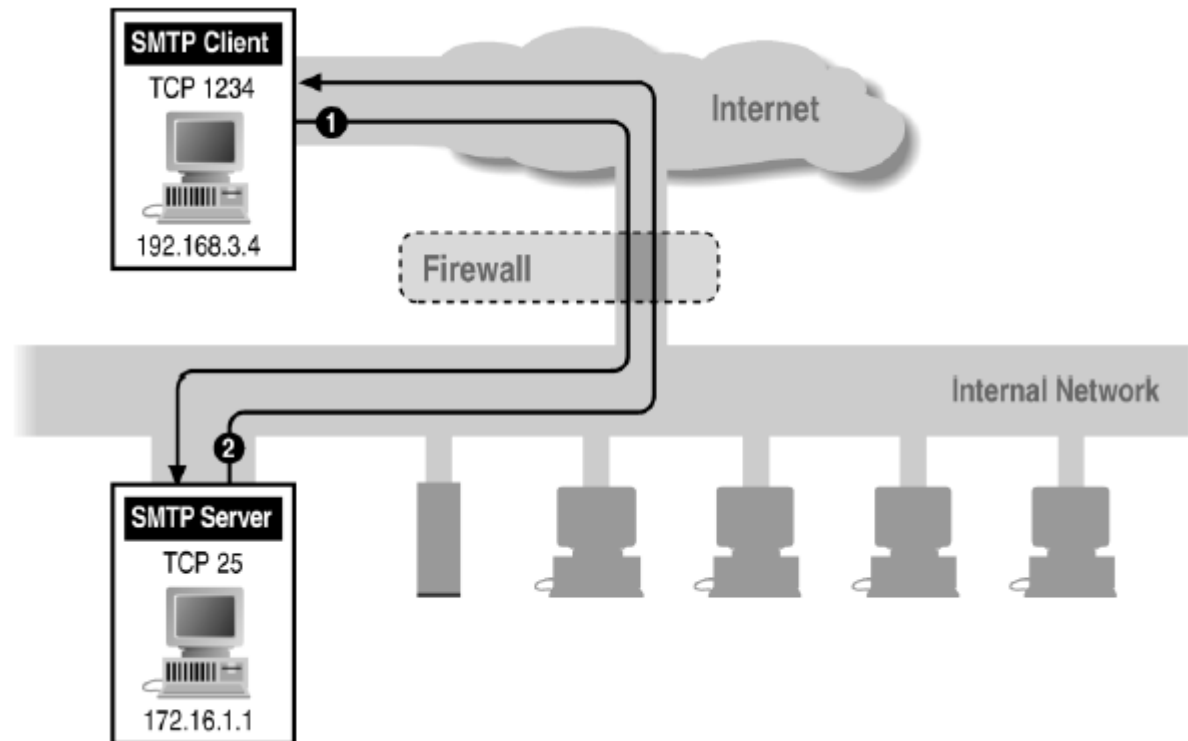 SMTP Client
TCP 1234
192.168.3.4
1
Internet
Firewall
Internal Network
2
SMTP Server
TCP 25
172.16.1.1